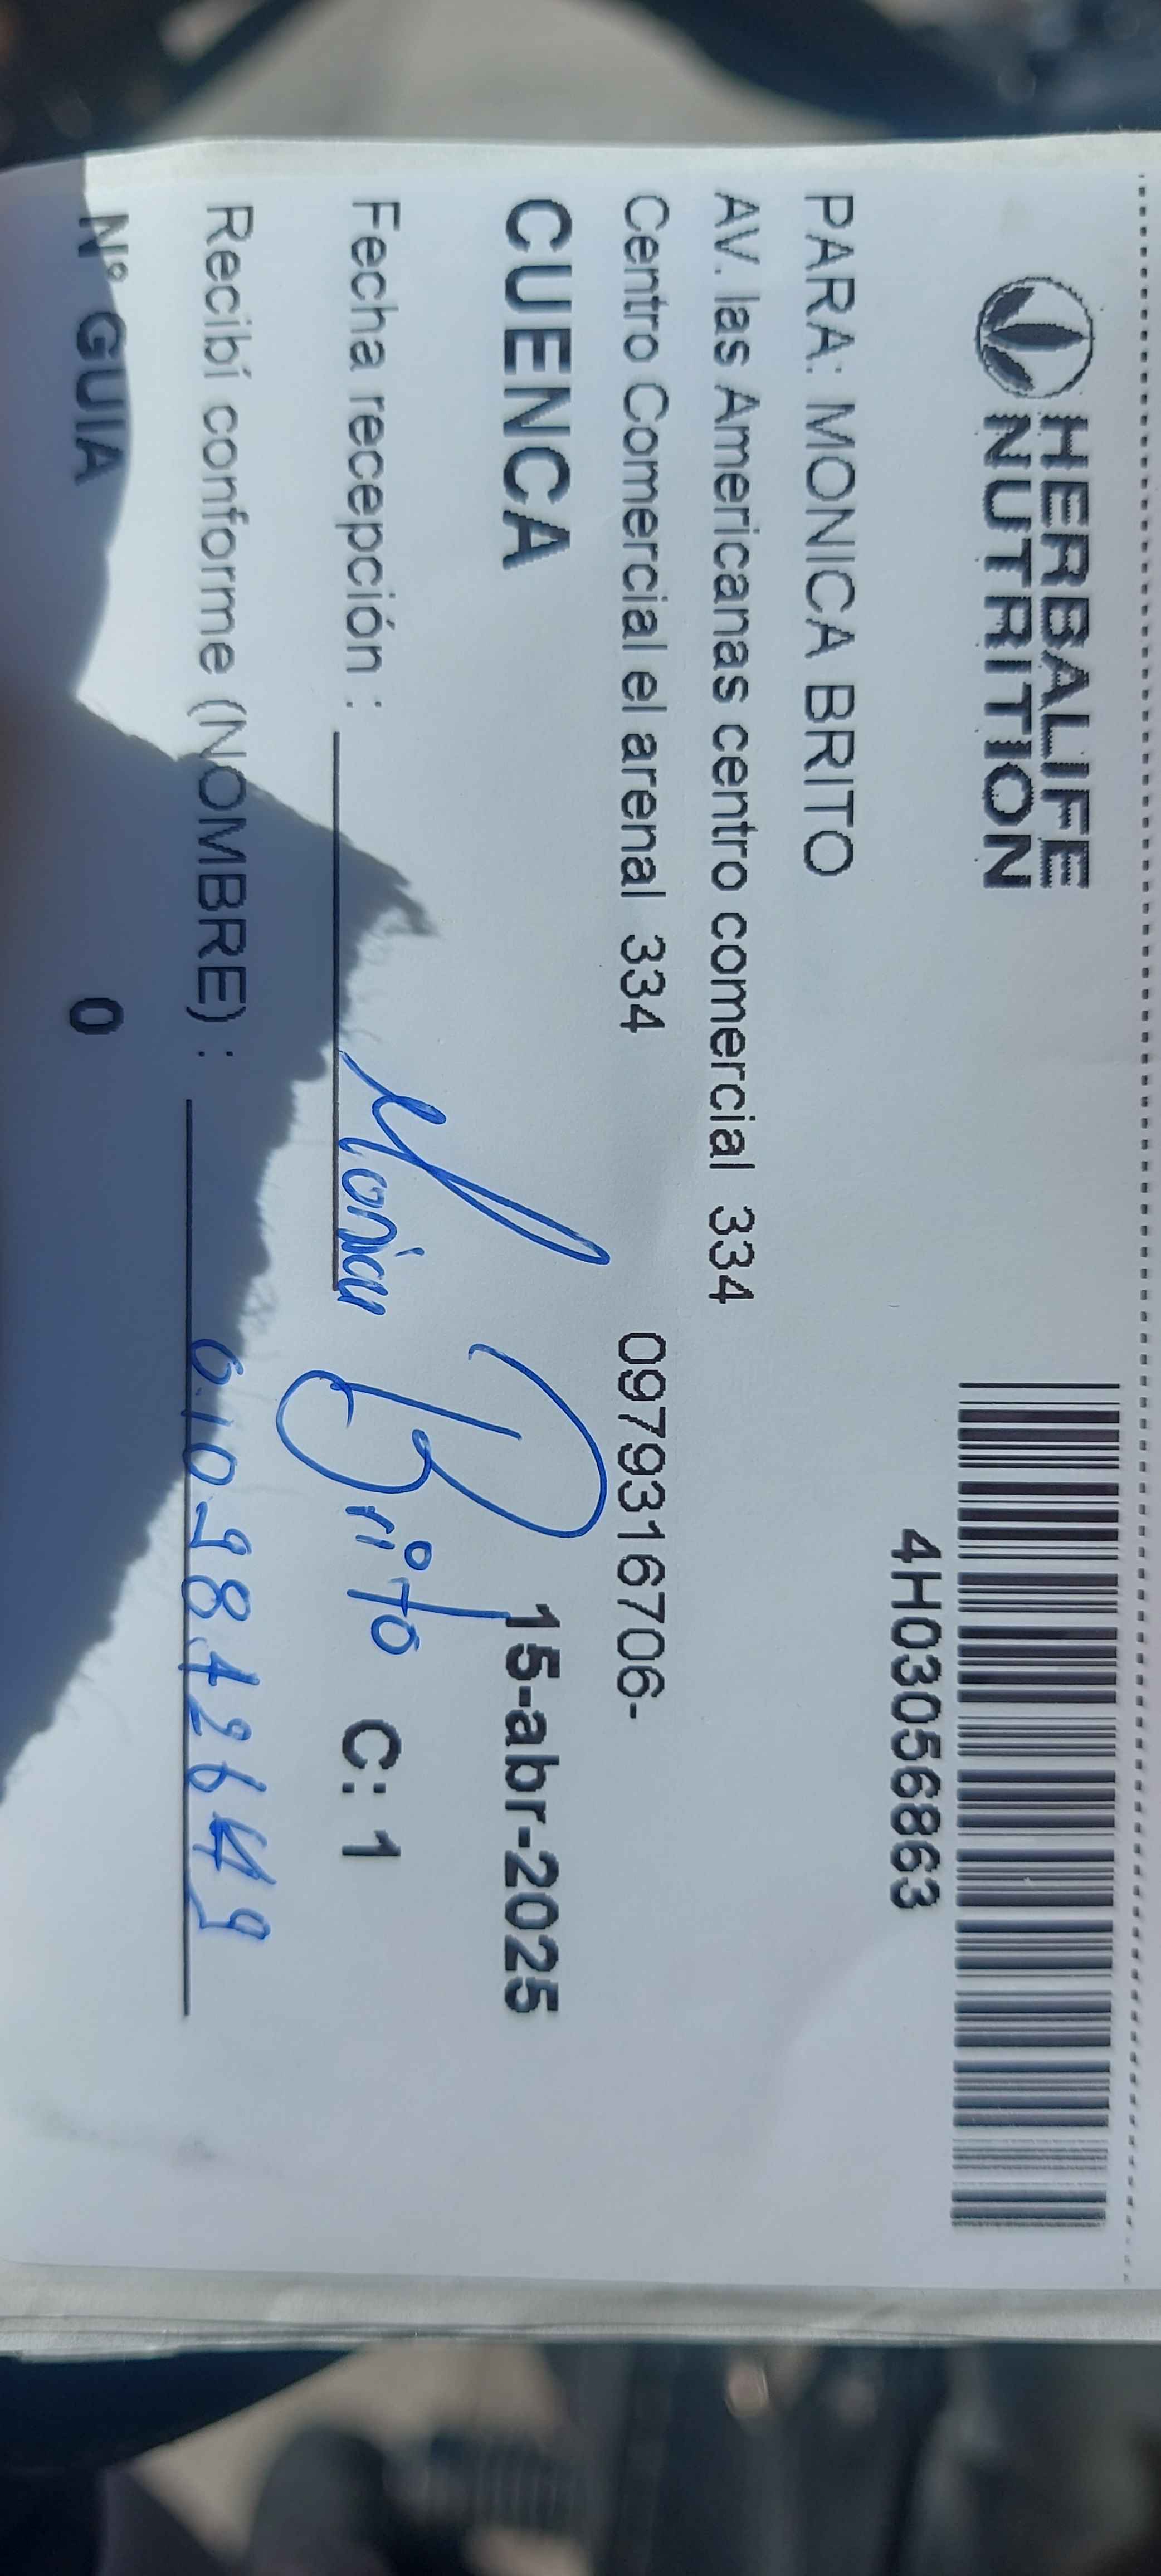 HERBALIFE
NUTRITION
4H03056863
PARA: MONICA BRITO
AV. las Americanas centro comercial 334
Centro Comercial el arenal 334 0979316706-
CUENCA 15-abr-2025
Fecha recepción : Monica Brito C: 1
Recibí conforme (NOMBRE) :
N° GUIA 0